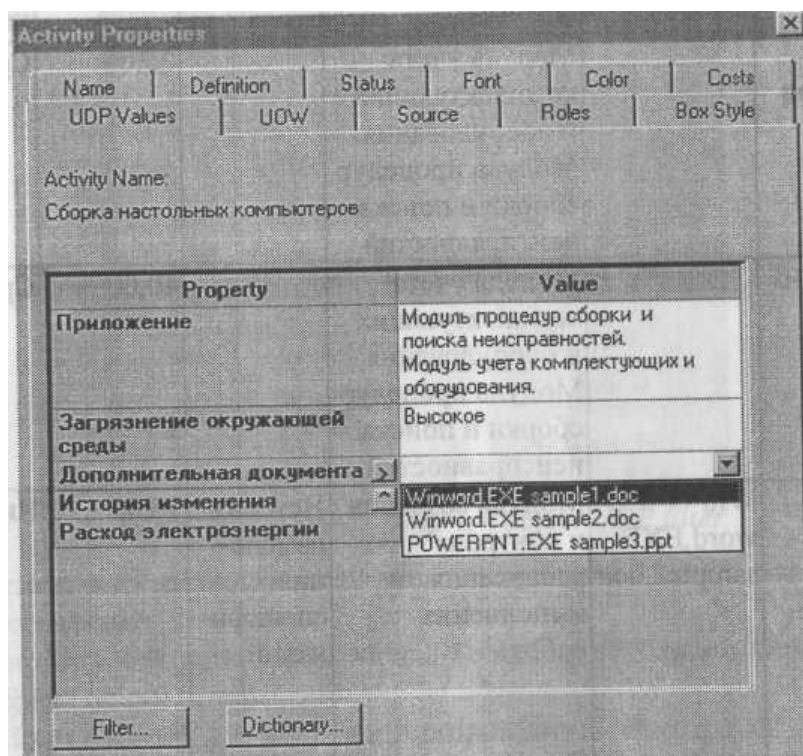 Activity Properties
Name Definition Status Font Color Costs
UDP Values UOW Source Roles Box Style
Activity Name:
Сборка настольных компьютеров
Property Value
Приложение
Модуль процедур сборки и
поиска неисправностей.
Модуль учета комплектующих и
оборудования.
Загрязнение окружающей
среды
Высокое
Дополнительная документа
История изменения
Winword.EXE sample1.doc
Winword.EXE sample2.doc
Расход электроэнергии
POWERPNT.EXE sample3.ppt
Filter... Dictionary...